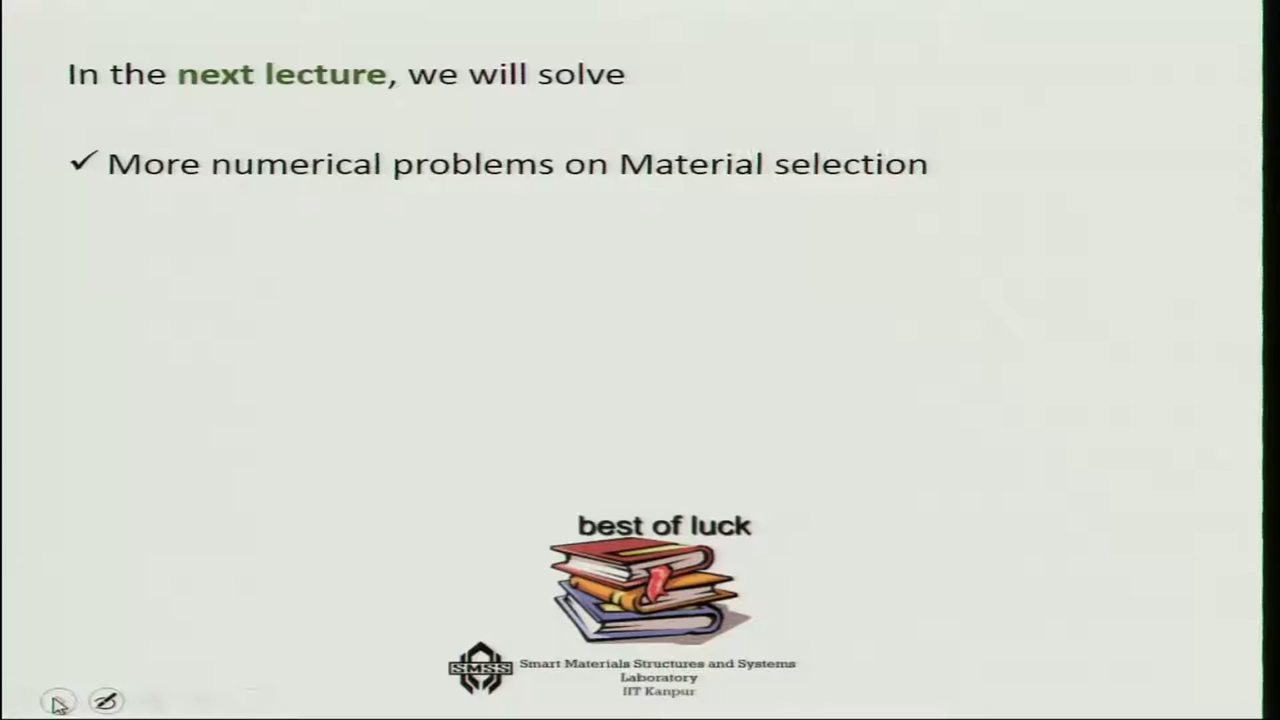 In the next lecture, we will solve
✓ More numerical problems on Material selection
best of luck
SMSS
Smart Materials Structures and Systems
Laboratory
IIT Kanpur